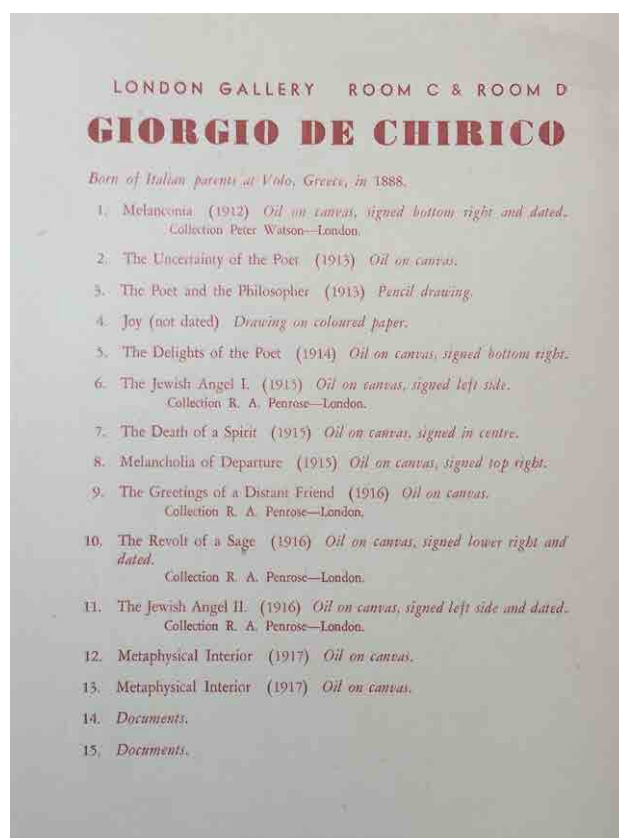 LONDON GALLERY ROOM C & ROOM D
GIORGIO DE CHIRICO
Born of Italian parents at Volo, Greece, in 1888.
1. Melanconia (1912) Oil on canvas, signed bottom right and dated.
Collection Peter Watson—London.
2. The Uncertainty of the Poet (1913) Oil on canvas.
3. The Poet and the Philosopher (1913) Pencil drawing.
4. Joy (not dated) Drawing on coloured paper.
5. The Delights of the Poet (1914) Oil on canvas, signed bottom right.
6. The Jewish Angel I. (1915) Oil on canvas, signed left side.
Collection R. A. Penrose—London.
7. The Death of a Spirit (1915) Oil on canvas, signed in centre.
8. Melancholia of Departure (1915) Oil on canvas, signed top right.
9. The Greetings of a Distant Friend (1916) Oil on canvas.
Collection R. A. Penrose—London.
10. The Revolt of a Sage (1916) Oil on canvas, signed lower right and
dated.
Collection R. A. Penrose—London.
11. The Jewish Angel II. (1916) Oil on canvas, signed left side and dated.
Collection R. A. Penrose—London.
12. Metaphysical Interior (1917) Oil on canvas.
13. Metaphysical Interior (1917) Oil on canvas.
14. Documents.
15. Documents.